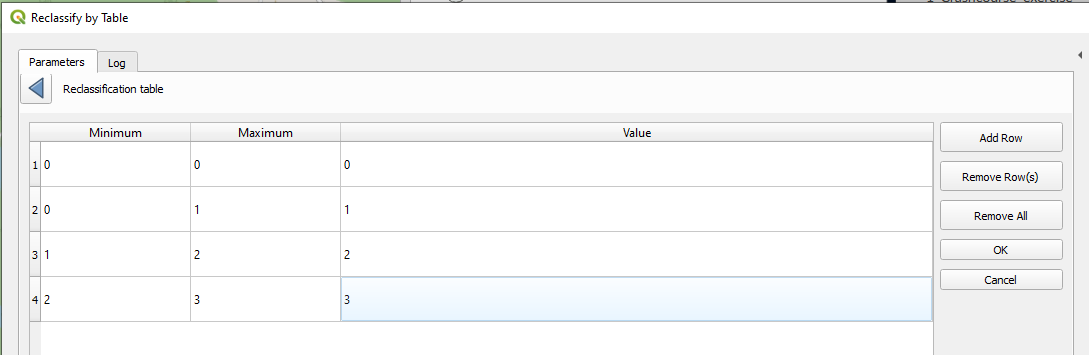 Reclassify by Table
Parameters
Log
Reclassification table
Minimum Maximum Value
1 0 0 0
2 0 1 1
3 1 2 2
4 2 3 3
Add Row
Remove Row(s)
Remove All
OK
Cancel